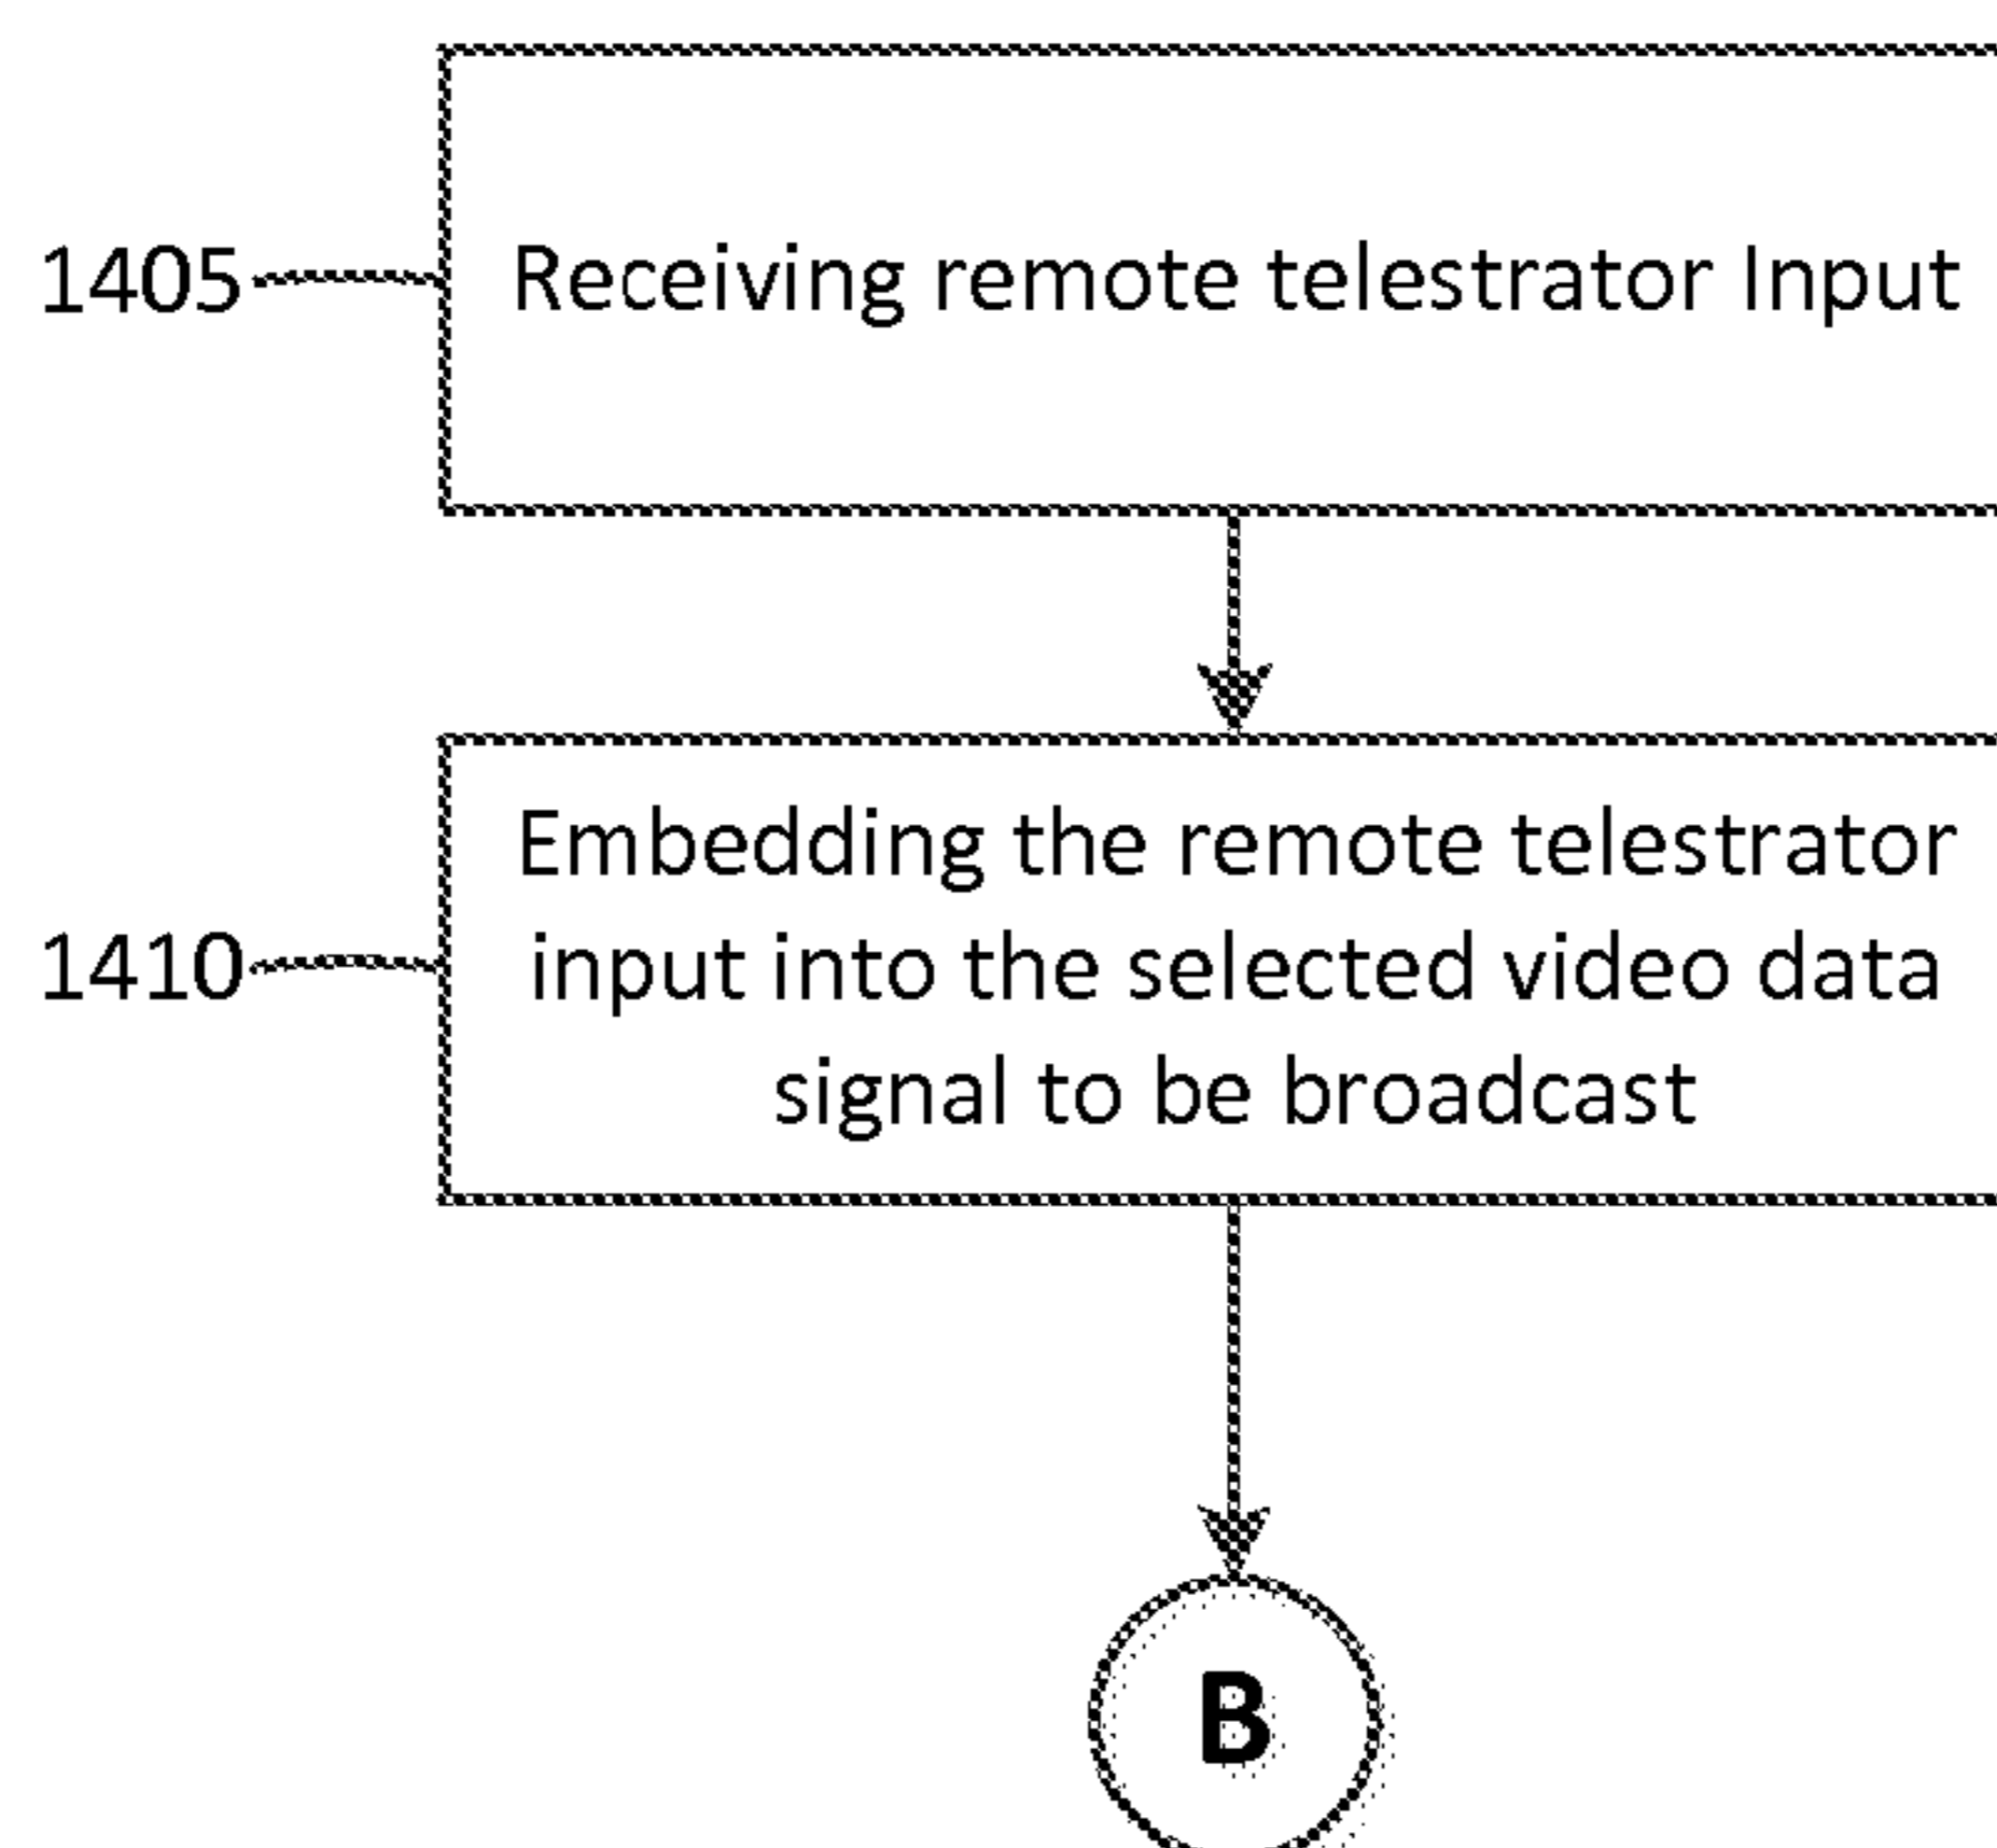 1405
Receiving remote telestrator Input
1410
Embedding the remote telestrator
input into the selected video data
signal to be broadcast
B